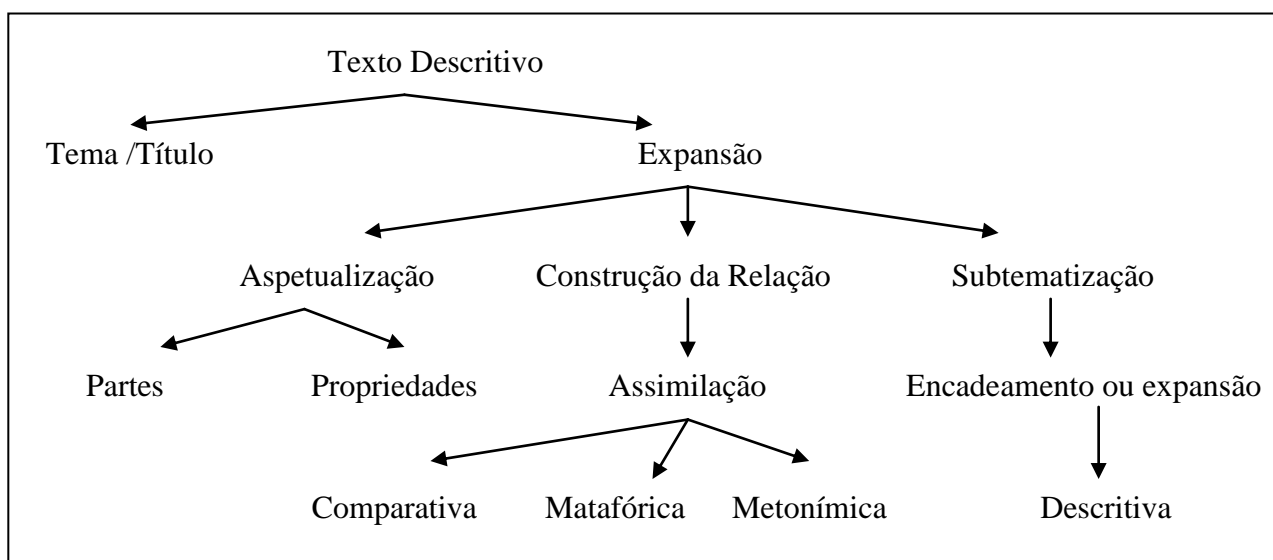 Texto Descritivo
Tema /Título Expansão
Aspetualização Construção da Relação Subtematização
Partes Propriedades Assimilação Encadeamento ou expansão
Comparativa Matafórica Metonímica Descritiva